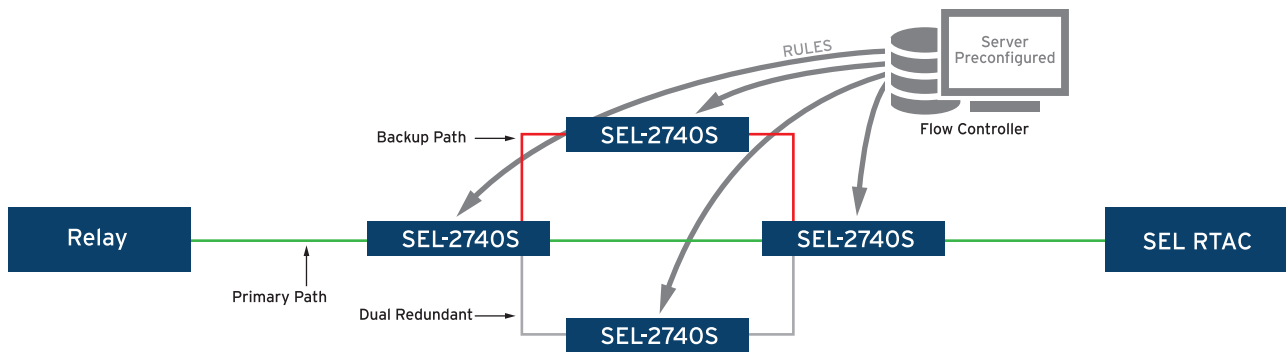 RULES
Server
Preconfigured
Flow Controller
Backup Path
SEL-2740S
Relay
SEL-2740S
SEL-2740S
SEL RTAC
Primary Path
Dual Redundant
SEL-2740S